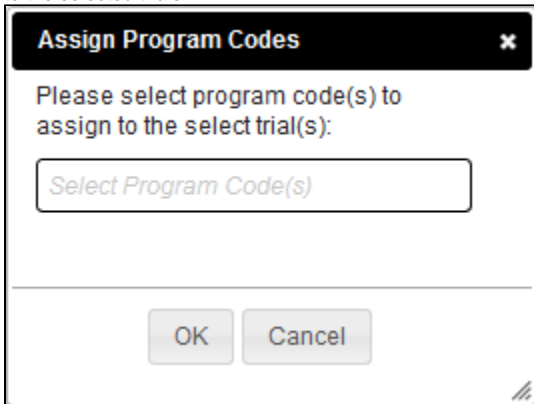 Assign Program Codes
Please select program code(s) to
assign to the select trial(s):
Select Program Code(s)
OK Cancel